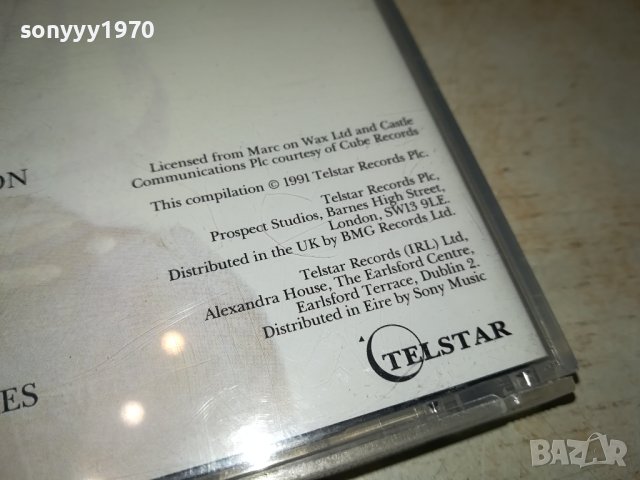 sonyyy1970
ON
Licensed from Marc on Wax Ltd and Castle
Communications Plc courtesy of Cube Records
This compilation © 1991 Telstar Records Plc.
Telstar Records Plc,
Prospect Studios, Barnes High Street,
London, SW13 9LE.
Distributed in the UK by BMG Records Ltd.
Telstar Records (IRL) Ltd,
Alexandra House, The Earlsford Centre,
Earlsford Terrace, Dublin 2.
Distributed in Eire by Sony Music
TELSTAR
ES
BAZAR